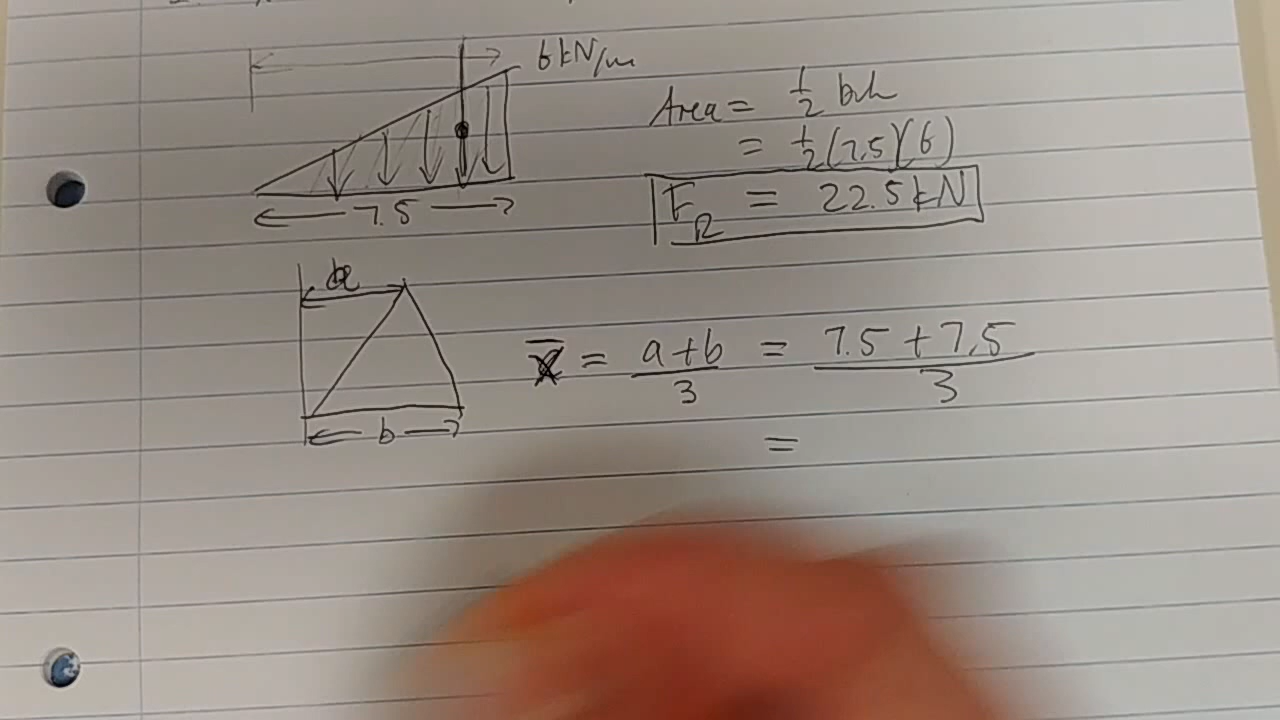 6 kN/m
7.5
Area = 1/2 bh
= 1/2 (7.5)(6)
F_R = 22.5 kN
a
b
x̄ = a+b/3 = 7.5 + 7.5/3
=